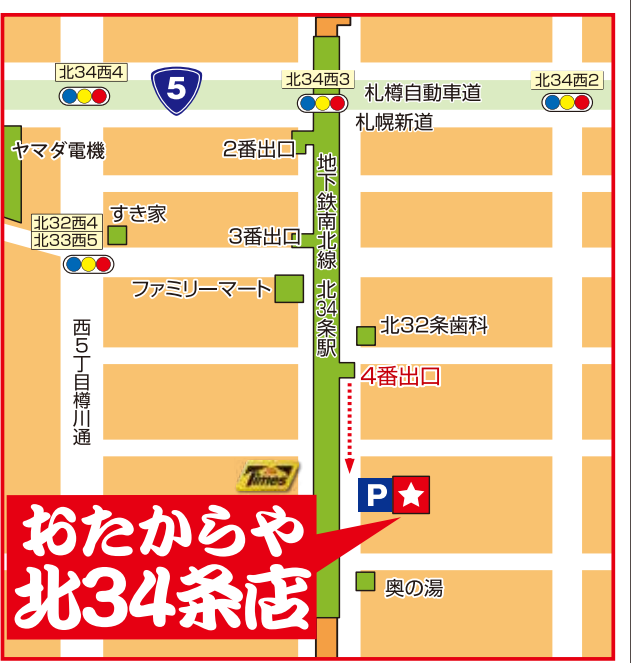 北34西4
5
北34西3
北34西2
札樽自動車道
札幌新道
ヤマダ電機
2番出口
地下鉄南北線 北34条駅
すき家
北32西4
北33西5
3番出口
ファミリーマート
北32条歯科
西5丁目樽川通
4番出口
Times
P
おたからや
北34条店
奥の湯